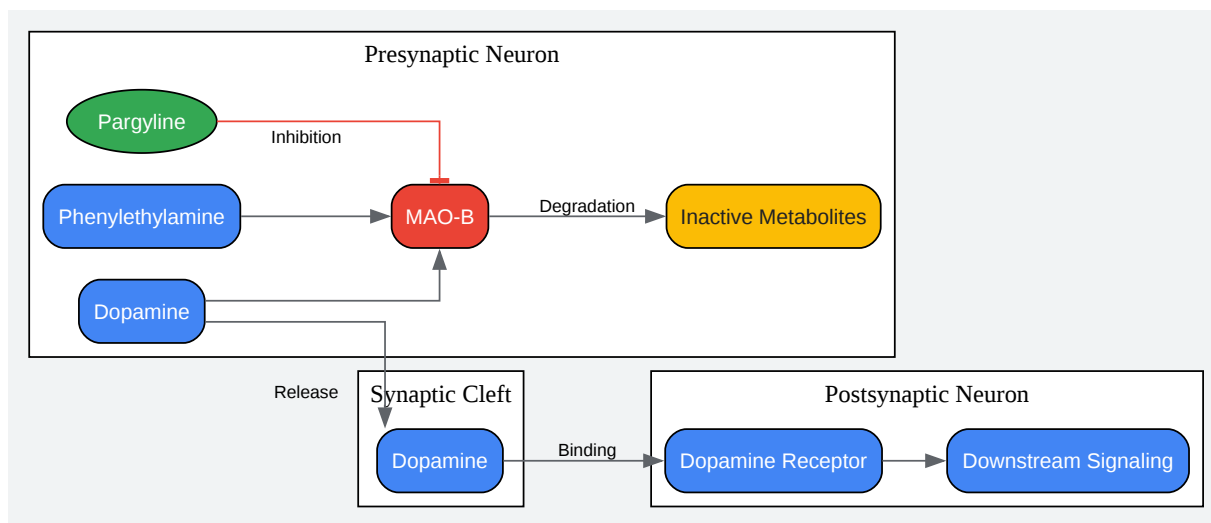 Presynaptic Neuron
Pargyline
Inhibition
Phenylethylamine
MAO-B
Degradation
Inactive Metabolites
Dopamine
Release
Synaptic Cleft
Dopamine
Binding
Postsynaptic Neuron
Dopamine Receptor
Downstream Signaling